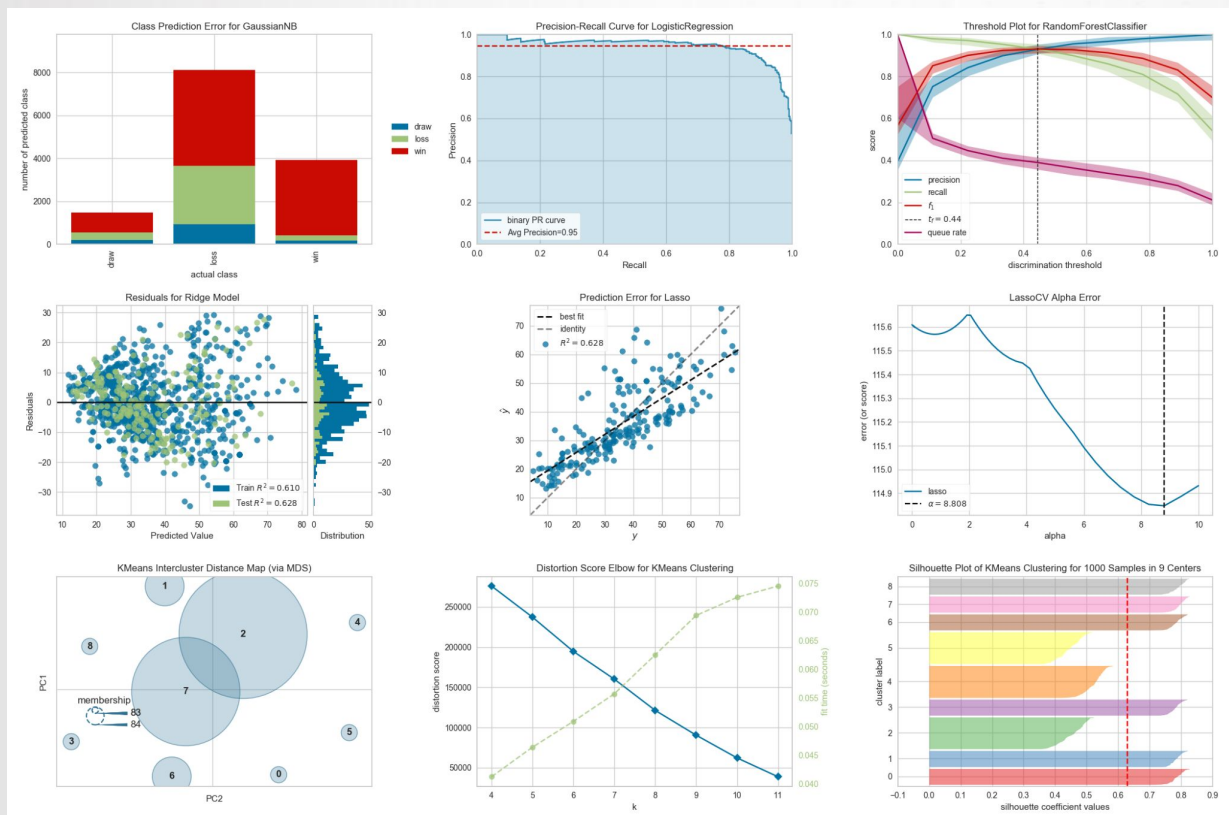 Class Prediction Error for GaussianNB
number of predicted class
8000
6000
4000
2000
0
draw
loss
win
actual class
draw
loss
win
Precision-Recall Curve for LogisticRegression
Precision
1.0
0.8
0.6
0.4
0.2
0.0
binary PR curve
Avg Precision=0.95
0.0 0.2 0.4 0.6 0.8 1.0
Recall
Threshold Plot for RandomForestClassifier
score
1.0
0.8
0.6
0.4
0.2
0.0
precision
recall
f1
tf = 0.44
queue rate
0.0 0.2 0.4 0.6 0.8 1.0
discrimination threshold
Residuals for Ridge Model
Residuals
30
20
10
0
−10
−20
−30
Train R² = 0.610
Test R² = 0.628
10 20 30 40 50 60 70 80
Predicted Value
30
20
10
0
−10
−20
−30
0 50
Distribution
Prediction Error for Lasso
ŷ
70
60
50
40
30
20
10
best fit
identity
R² = 0.628
10 20 30 40 50 60 70
y
LassoCV Alpha Error
error (or score)
115.6
115.5
115.4
115.3
115.2
115.1
115.0
114.9
lasso
α = 8.808
0 2 4 6 8 10
alpha
KMeans Intercluster Distance Map (via MDS)
PC1
1
2
4
8
7
membership
83
84
3
5
6
0
PC2
Distortion Score Elbow for KMeans Clustering
distortion score
250000
200000
150000
100000
50000
4 5 6 7 8 9 10 11
k
0.075
0.070
0.065
0.060
0.055
0.050
0.045
0.040
fit time (seconds)
Silhouette Plot of KMeans Clustering for 1000 Samples in 9 Centers
cluster label
8
7
6
5
4
3
2
1
0
−0.1 0.0 0.1 0.2 0.3 0.4 0.5 0.6 0.7 0.8 0.9
silhouette coefficient values